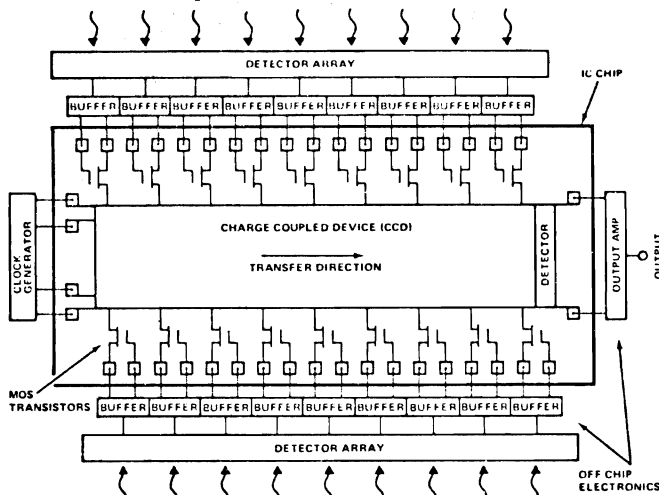 DETECTOR ARRAY
IC CHIP
BUFFER BUFFER BUFFER BUFFER BUFFER BUFFER BUFFER BUFFER BUFFER
CLOCK GENERATOR
CHARGE COUPLED DEVICE (CCD)
TRANSFER DIRECTION
DETECTOR
OUTPUT AMP
OUTPUT
MOS
TRANSISTORS
BUFFER BUFFER BUFFER BUFFER BUFFER BUFFER BUFFER BUFFER BUFFER
DETECTOR ARRAY
OFF CHIP
ELECTRONICS